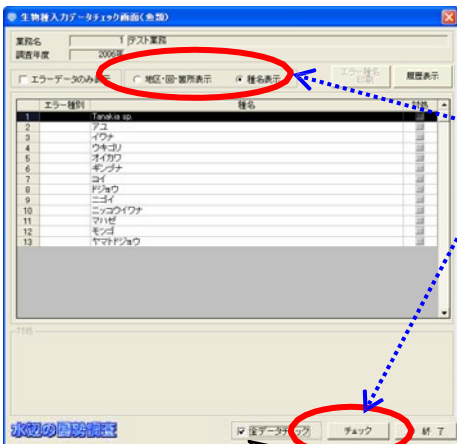 生物種入力データチェック画面(魚類)
業務名 1 テスト業務
調査年度 2006年
エラーデータのみ表示 地区・回・箇所表示 種名表示 エラー種名印刷 履歴表示
エラー種別 種名 対処
1 Tanakia sp.
2 アユ
3 イワナ
4 ウキゴリ
5 オイカワ
6 ギンブナ
7 コイ
8 ドジョウ
9 ニゴイ
10 ニッコウイワナ
11 マハゼ
12 モツゴ
13 ヤマトドジョウ
対処
水辺の国勢調査 全データチェック チェック 終 了